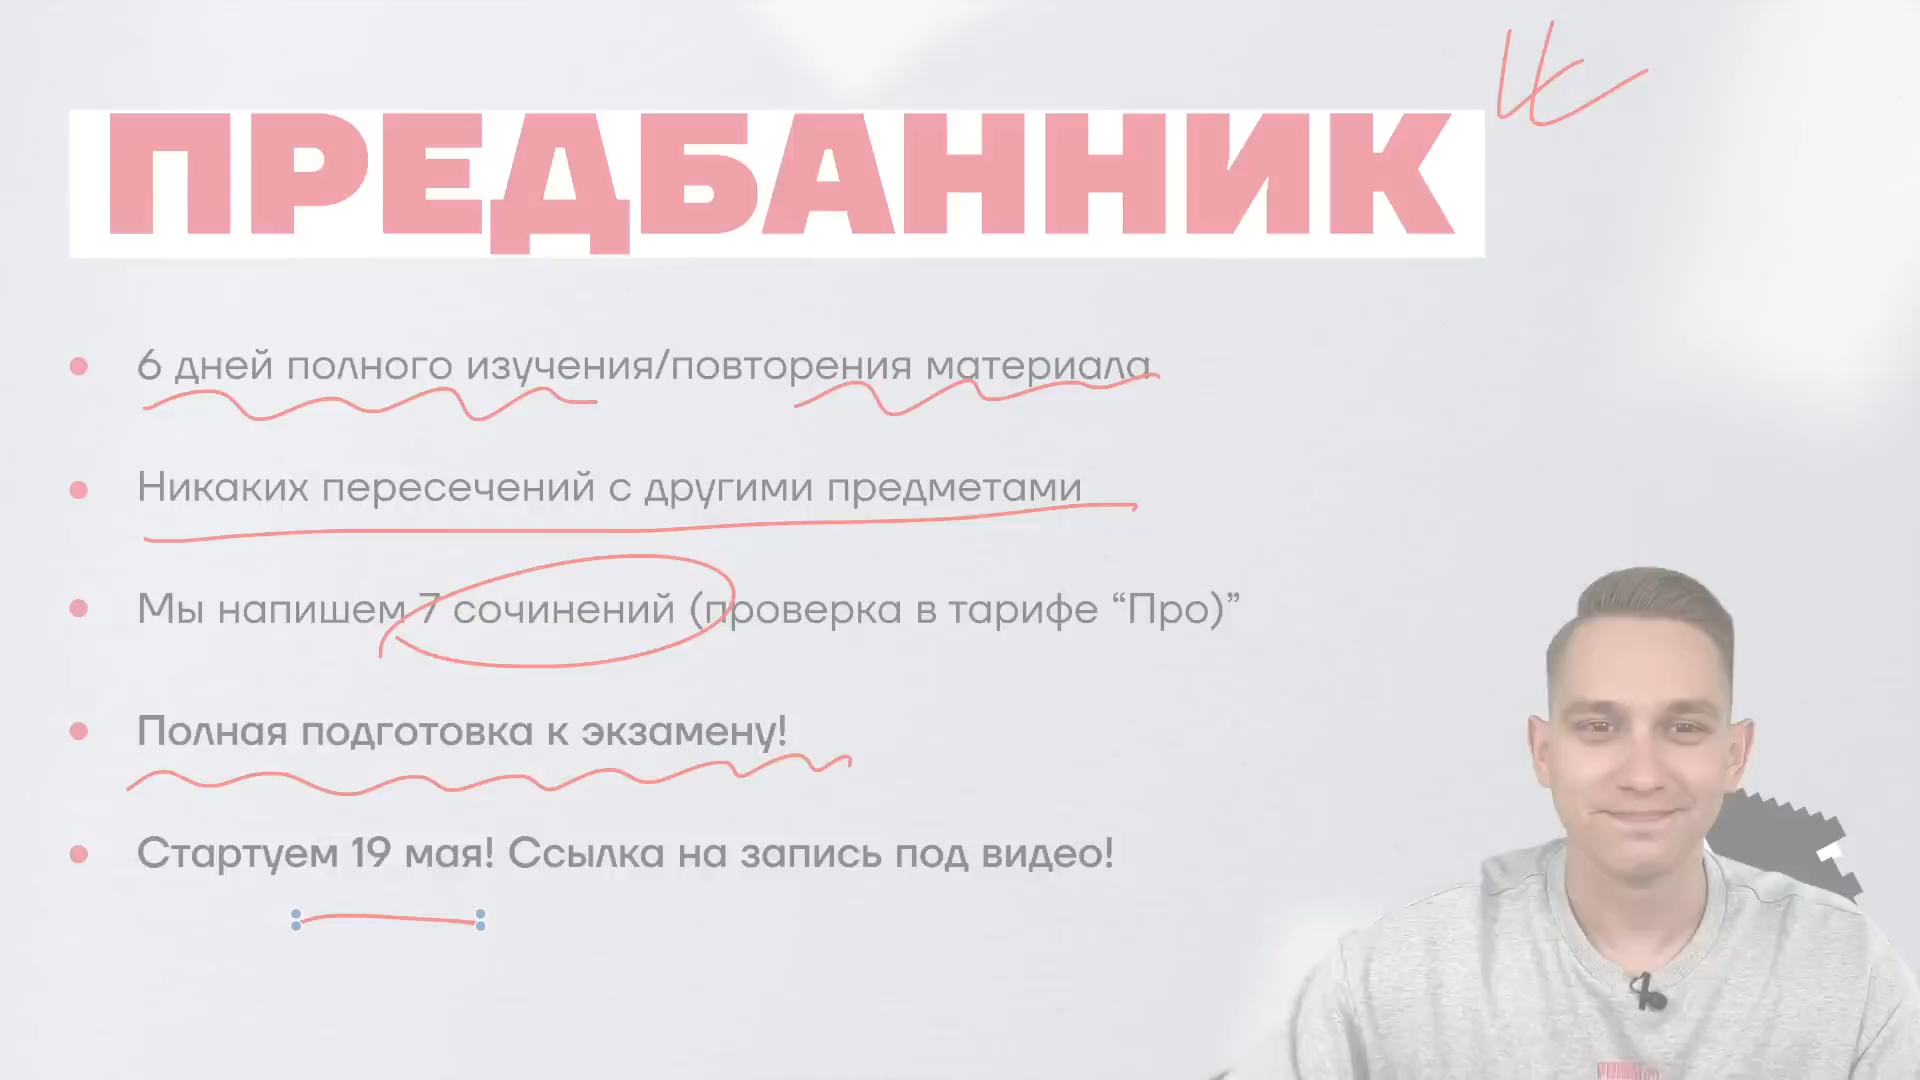 ПРЕДБАННИК
6 дней полного изучения/повторения материала
Никаких пересечений с другими предметами
Мы напишем 7 сочинений (проверка в тарифе “Про)”
Полная подготовка к экзамену!
Стартуем 19 мая! Ссылка на запись под видео!